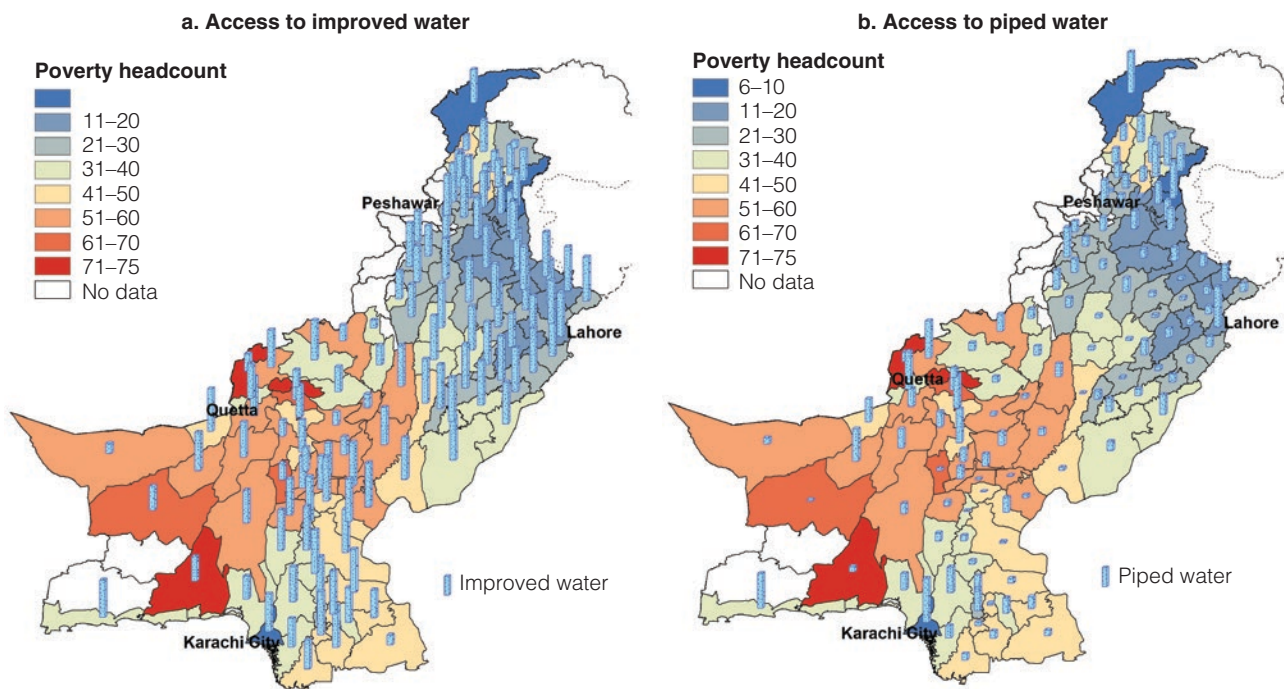 a. Access to improved water
Poverty headcount
11–20
21–30
31–40
41–50
51–60
61–70
71–75
No data
Peshawar
Lahore
Quetta
Karachi City
Improved water
b. Access to piped water
Poverty headcount
6–10
11–20
21–30
31–40
41–50
51–60
61–70
71–75
No data
Peshawar
Lahore
Quetta
Karachi City
Piped water